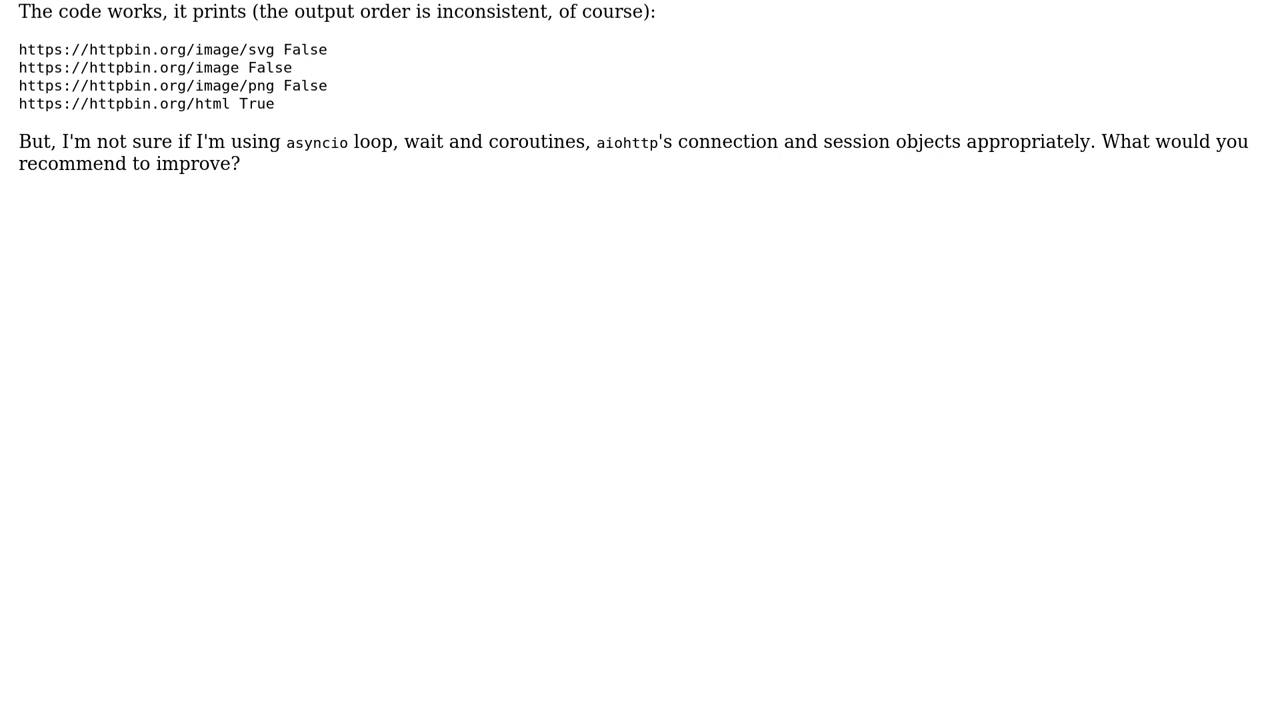 The code works, it prints (the output order is inconsistent, of course):
https://httpbin.org/image/svg False
https://httpbin.org/image False
https://httpbin.org/image/png False
https://httpbin.org/html True
But, I'm not sure if I'm using asyncio loop, wait and coroutines, aiohttp's connection and session objects appropriately. What would you
recommend to improve?